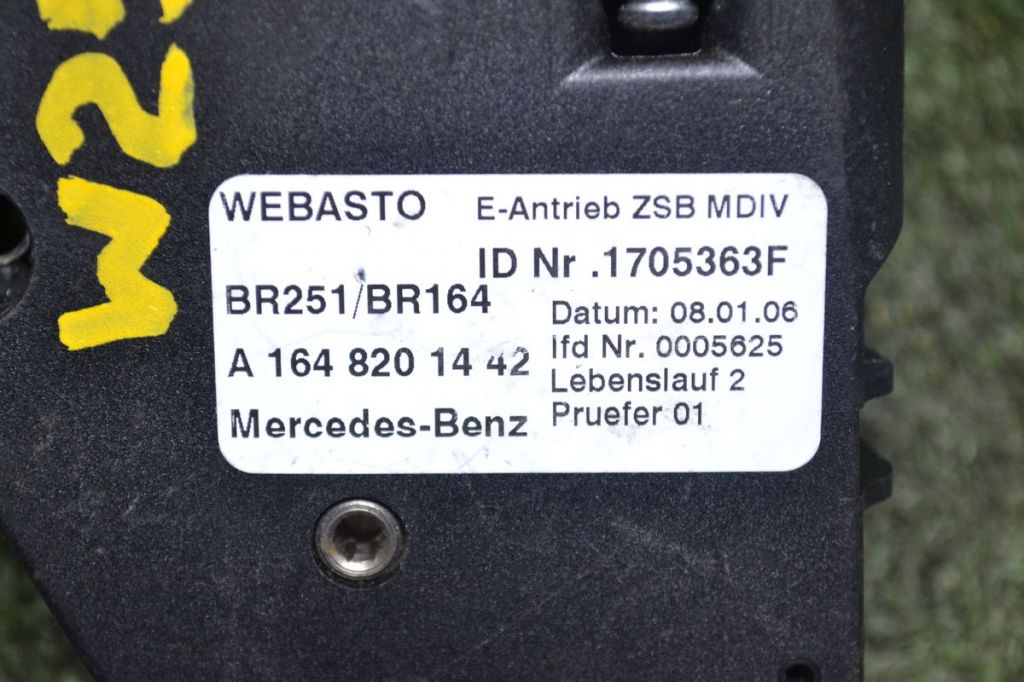 W25
WEBASTO E-Antrieb ZSB MDIV
ID Nr .1705363F
BR251/BR164
Datum: 08.01.06
A 164 820 14 42
lfd Nr. 0005625
Lebenslauf 2
Mercedes-Benz
Pruefer 01